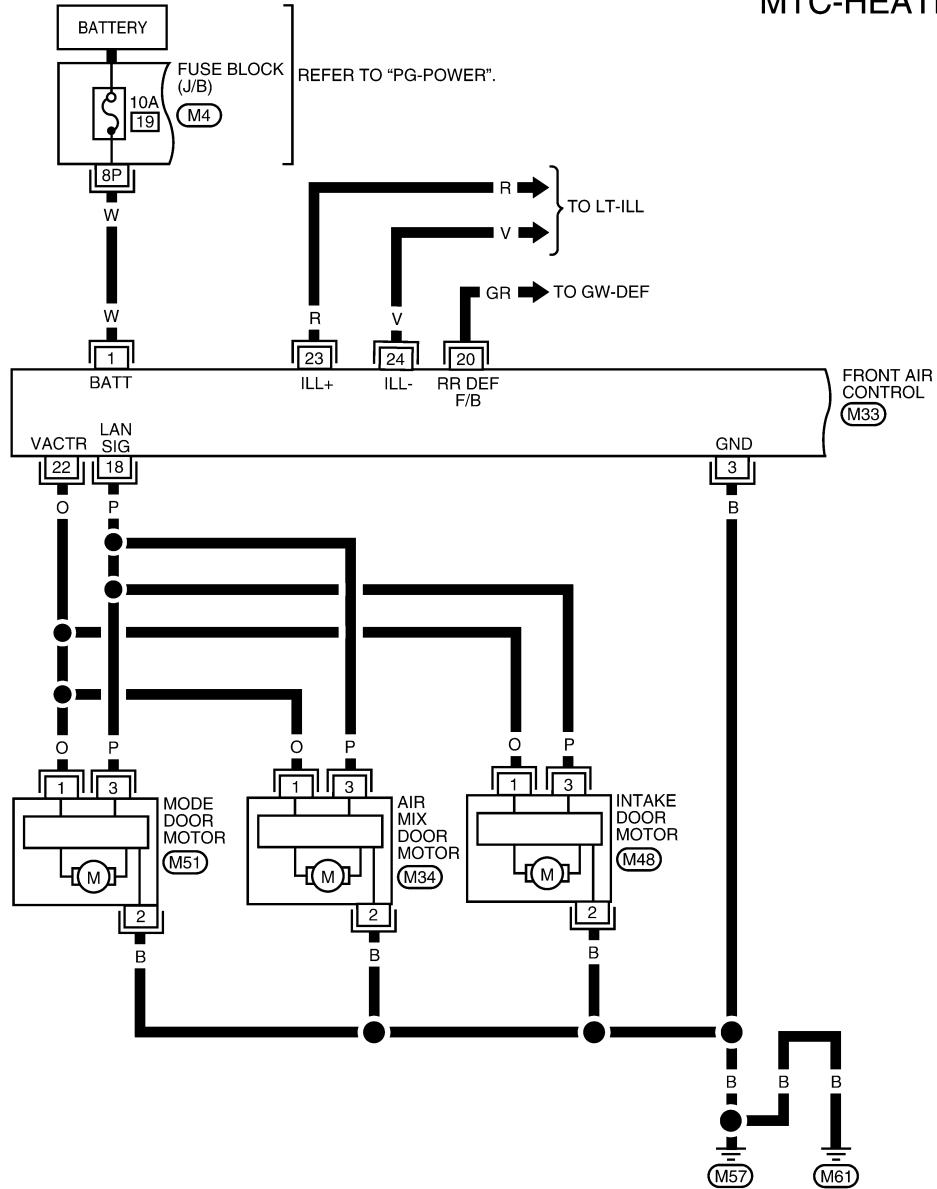 MTC-HEATE
BATTERY
FUSE BLOCK
(J/B)
M4
REFER TO “PG-POWER”.
10A
19
8P
W
R
TO LT-ILL
V
GR
TO GW-DEF
W
R
V
1
23
24
20
BATT
ILL+
ILL-
RR DEF
F/B
FRONT AIR
CONTROL
M33
VACTR
LAN
SIG
GND
22
18
3
O
P
B
O
P
O
P
O
P
1
3
1
3
1
3
MODE
DOOR
MOTOR
M51
AIR
MIX
DOOR
MOTOR
M34
INTAKE
DOOR
MOTOR
M48
M
M
M
2
2
2
B
B
B
B
B
B
M57
M61